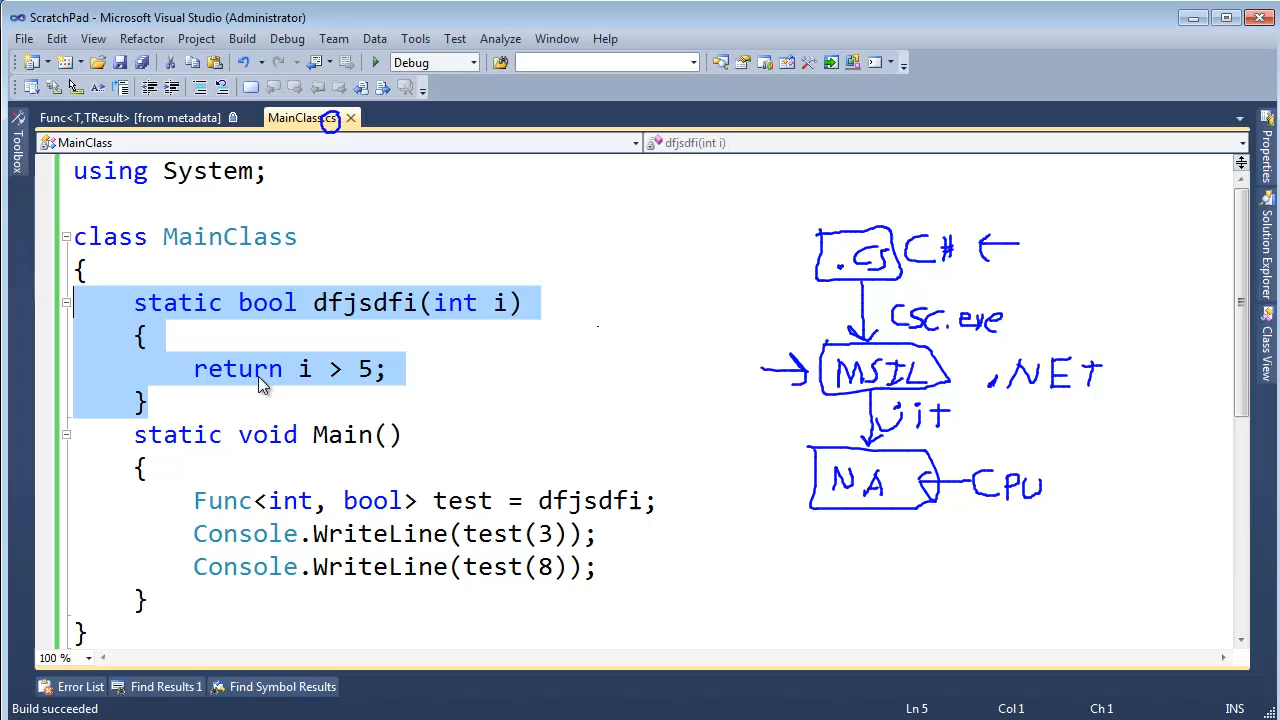 ScratchPad - Microsoft Visual Studio (Administrator)
File Edit View Refactor Project Build Debug Team Data Tools Test Analyze Window Help
Debug
Func<T,TResult> [from metadata] MainClass.cs
MainClass dfjsdfi(int i)
Toolbox
Properties
Solution Explorer
Class View
using System;
class MainClass
{
static bool dfjsdfi(int i)
{
return i > 5;
}
static void Main()
{
Func<int, bool> test = dfjsdfi;
Console.WriteLine(test(3));
Console.WriteLine(test(8));
}
}
.cs C#
csc.exe
MSIL .NET
jit
NA CPU
100 %
Error List Find Results 1 Find Symbol Results
Build succeeded Ln 5 Col 1 Ch 1 INS